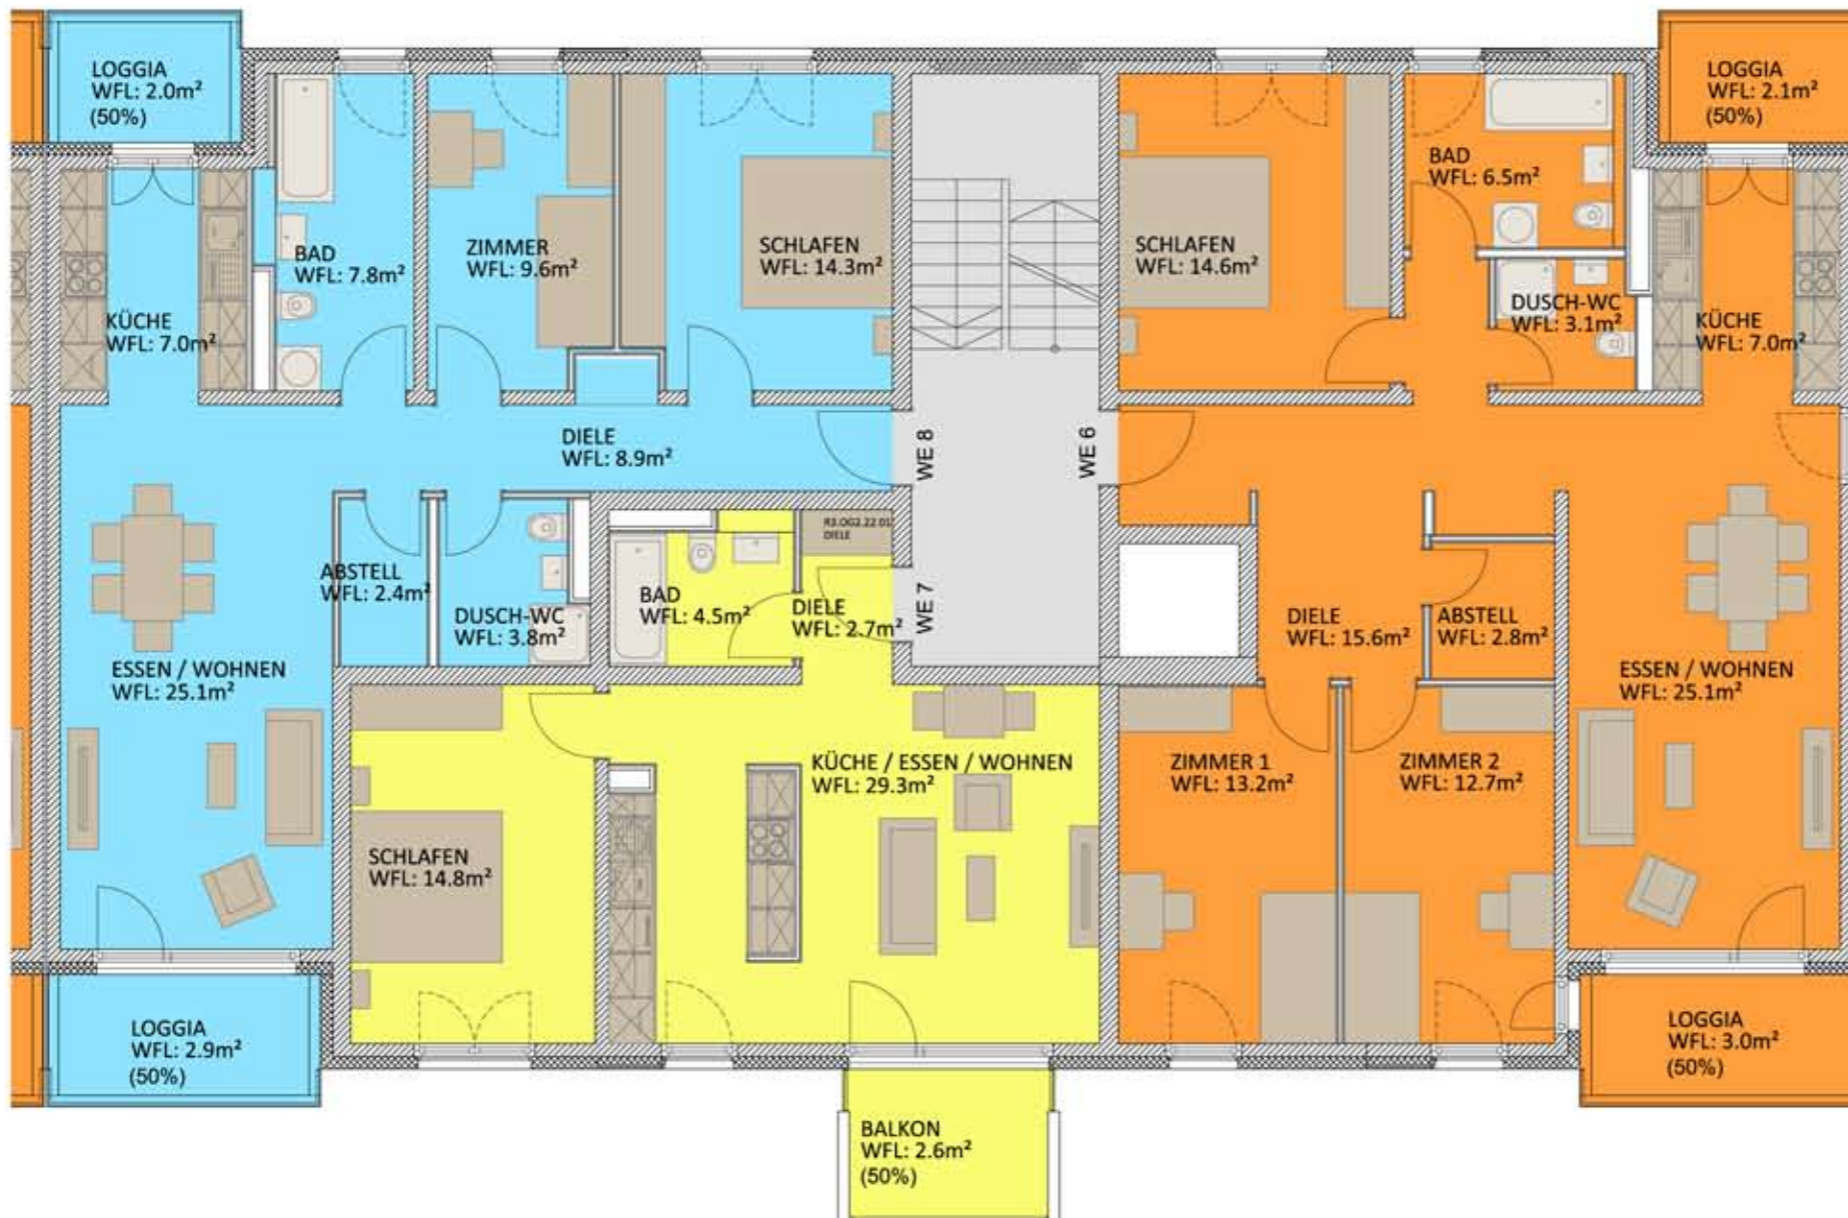 LOGGIA
WFL: 2.0m²
(50%)
LOGGIA
WFL: 2.1m²
(50%)
BAD
WFL: 7.8m²
ZIMMER
WFL: 9.6m²
SCHLAFEN
WFL: 14.3m²
SCHLAFEN
WFL: 14.6m²
BAD
WFL: 6.5m²
DUSCH-WC
WFL: 3.1m²
KÜCHE
WFL: 7.0m²
KÜCHE
WFL: 7.0m²
DIELE
WFL: 8.9m²
WE 8
WE 6
R3.OG2.22.01
DIELE
ABSTELL
WFL: 2.4m²
DUSCH-WC
WFL: 3.8m²
BAD
WFL: 4.5m²
DIELE
WFL: 2.7m²
WE 7
DIELE
WFL: 15.6m²
ABSTELL
WFL: 2.8m²
ESSEN / WOHNEN
WFL: 25.1m²
ESSEN / WOHNEN
WFL: 25.1m²
KÜCHE / ESSEN / WOHNEN
WFL: 29.3m²
ZIMMER 1
WFL: 13.2m²
ZIMMER 2
WFL: 12.7m²
SCHLAFEN
WFL: 14.8m²
LOGGIA
WFL: 2.9m²
(50%)
LOGGIA
WFL: 3.0m²
(50%)
BALKON
WFL: 2.6m²
(50%)